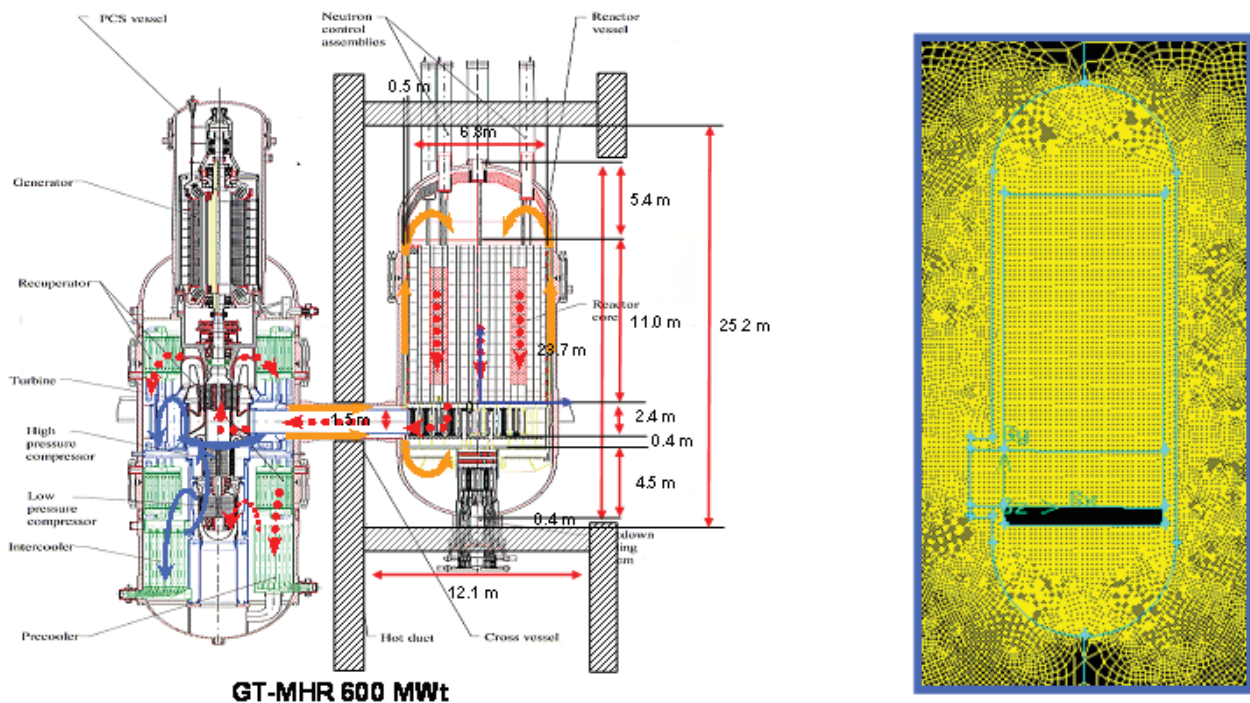 PCS vessel
Neutron
control
assemblies
Reactor
vessel
0.5 m
6.8m
Generator
5.4 m
Recuperator
Reactor
core
11.0 m
25.2 m
23.7 m
Turbine
1.5 m
2.4 m
High
pressure
compressor
0.4 m
Low
pressure
compressor
4.5 m
0.4 m
Intercooler
12.1 m
Precooler
Hot duct
Cross vessel
GT-MHR 600 MWt